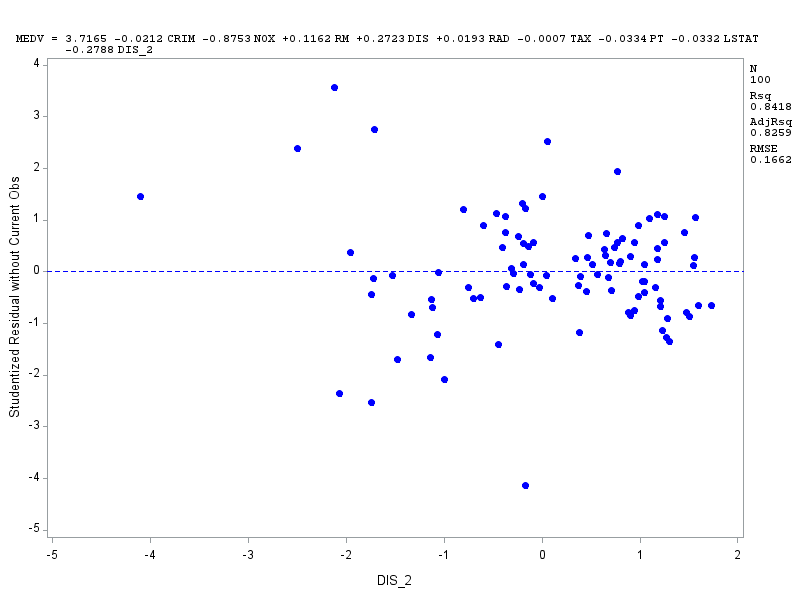 MEDV = 3.7165 -0.0212 CRIM -0.8753 NOX +0.1162 RM +0.2723 DIS +0.0193 RAD -0.0007 TAX -0.0334 PT -0.0332 LSTAT
-0.2788 DIS_2
N
100
Rsq
0.8418
AdjRsq
0.8259
RMSE
0.1662
Studentized Residual without Current Obs
4
3
2
1
0
-1
-2
-3
-4
-5
-5 -4 -3 -2 -1 0 1 2
DIS_2